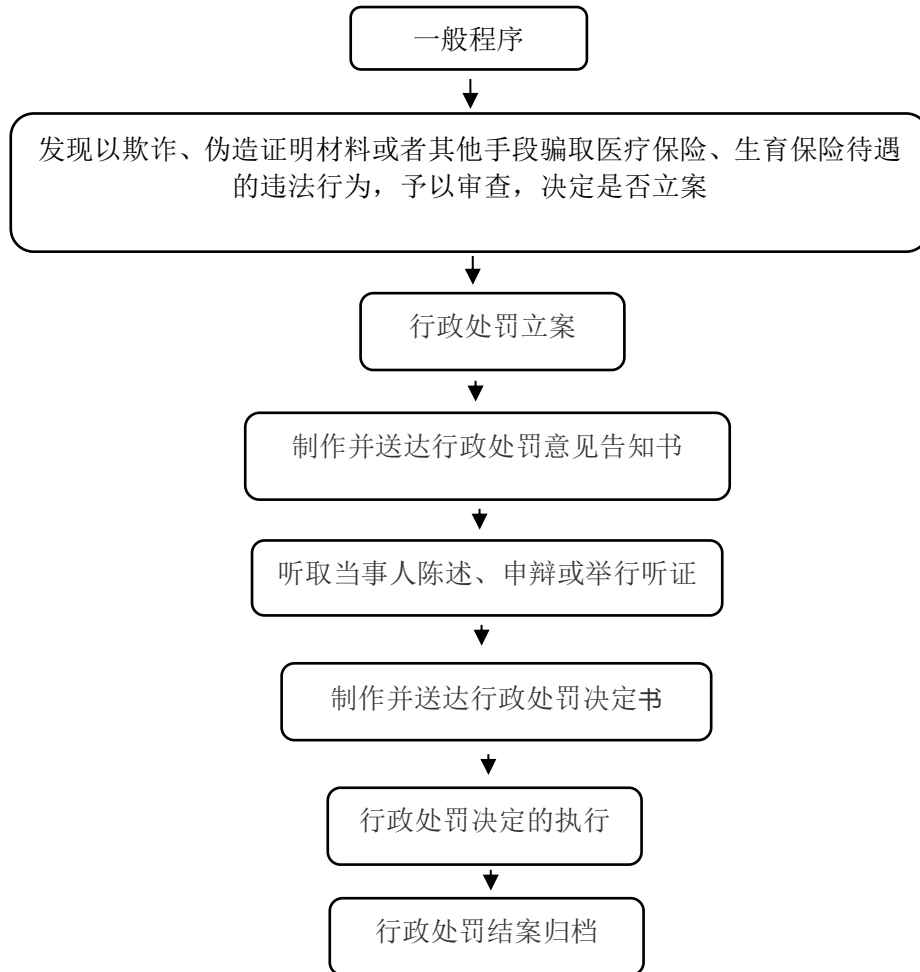 一般程序
发现以欺诈、伪造证明材料或者其他手段骗取医疗保险、生育保险待遇
的违法行为，予以审查，决定是否立案
行政处罚立案
制作并送达行政处罚意见告知书
听取当事人陈述、申辩或举行听证
制作并送达行政处罚决定书
行政处罚决定的执行
行政处罚结案归档